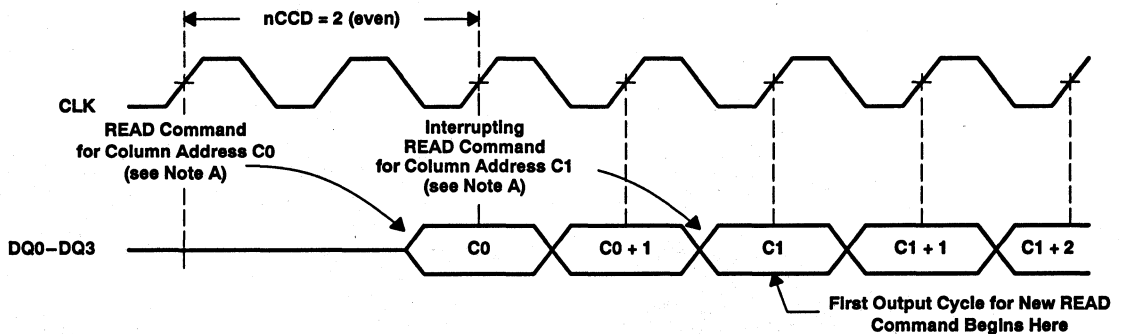 nCCD = 2 (even)
CLK
READ Command
for Column Address C0
(see Note A)
Interrupting
READ Command
for Column Address C1
(see Note A)
DQ0–DQ3
C0
C0 + 1
C1
C1 + 1
C1 + 2
First Output Cycle for New READ
Command Begins Here